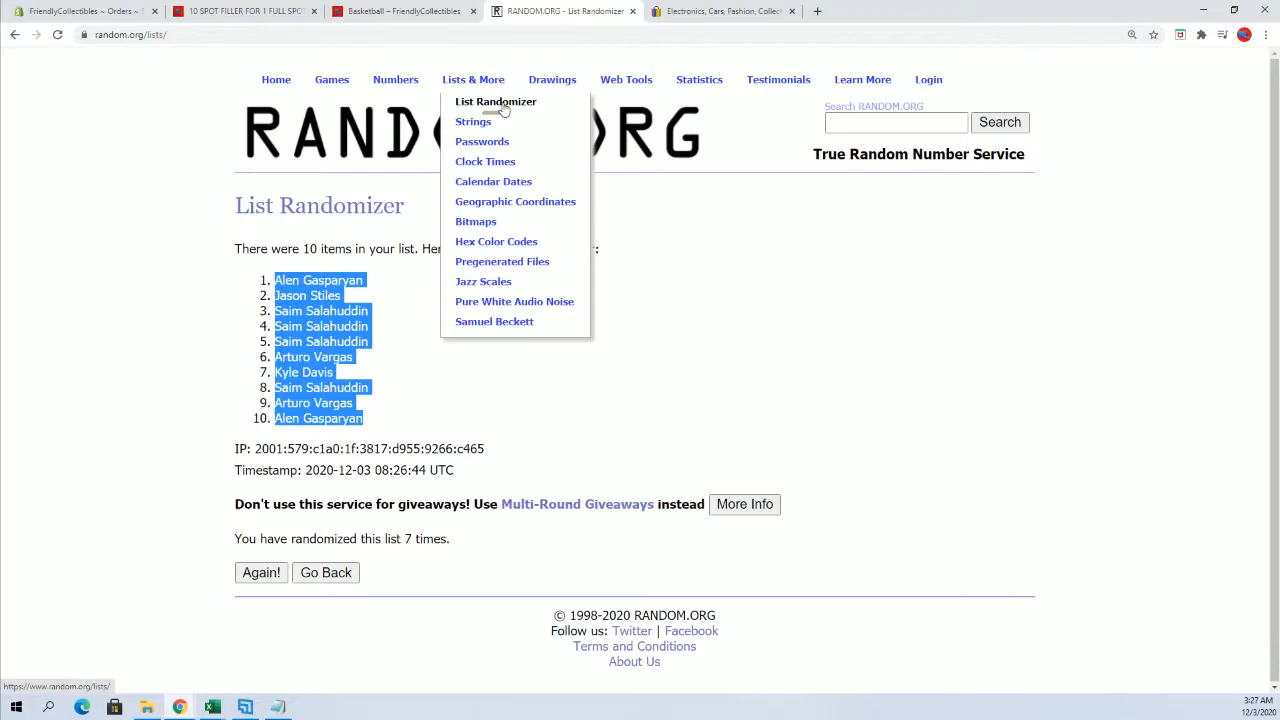 FriendlyCollectibles ~ Orders ~ S
10 SPOT FILLER FOR 1 FULL SPOT
Basketball – FriendlyCollectibles
RANDOM.ORG - List Randomizer
Electronics, Cars, Fashion, Collec
random.org/lists/
Home Games Numbers Lists & More Drawings Web Tools Statistics Testimonials Learn More Login
List Randomizer
Strings
Passwords
Clock Times
Calendar Dates
Geographic Coordinates
Bitmaps
Hex Color Codes
Pregenerated Files
Jazz Scales
Pure White Audio Noise
Samuel Beckett
RAND RG
Search RANDOM.ORG
Search
True Random Number Service
List Randomizer
There were 10 items in your list. Her :
1. Alen Gasparyan
2. Jason Stiles
3. Saim Salahuddin
4. Saim Salahuddin
5. Saim Salahuddin
6. Arturo Vargas
7. Kyle Davis
8. Saim Salahuddin
9. Arturo Vargas
10. Alen Gasparyan
IP: 2001:579:c1a0:1f:3817:d955:9266:c465
Timestamp: 2020-12-03 08:26:44 UTC
Don't use this service for giveaways! Use Multi-Round Giveaways instead More Info
You have randomized this list 7 times.
Again! Go Back
© 1998-2020 RANDOM.ORG
Follow us: Twitter | Facebook
Terms and Conditions
About Us
https://www.random.org/lists/
3:27 AM
12/3/2020